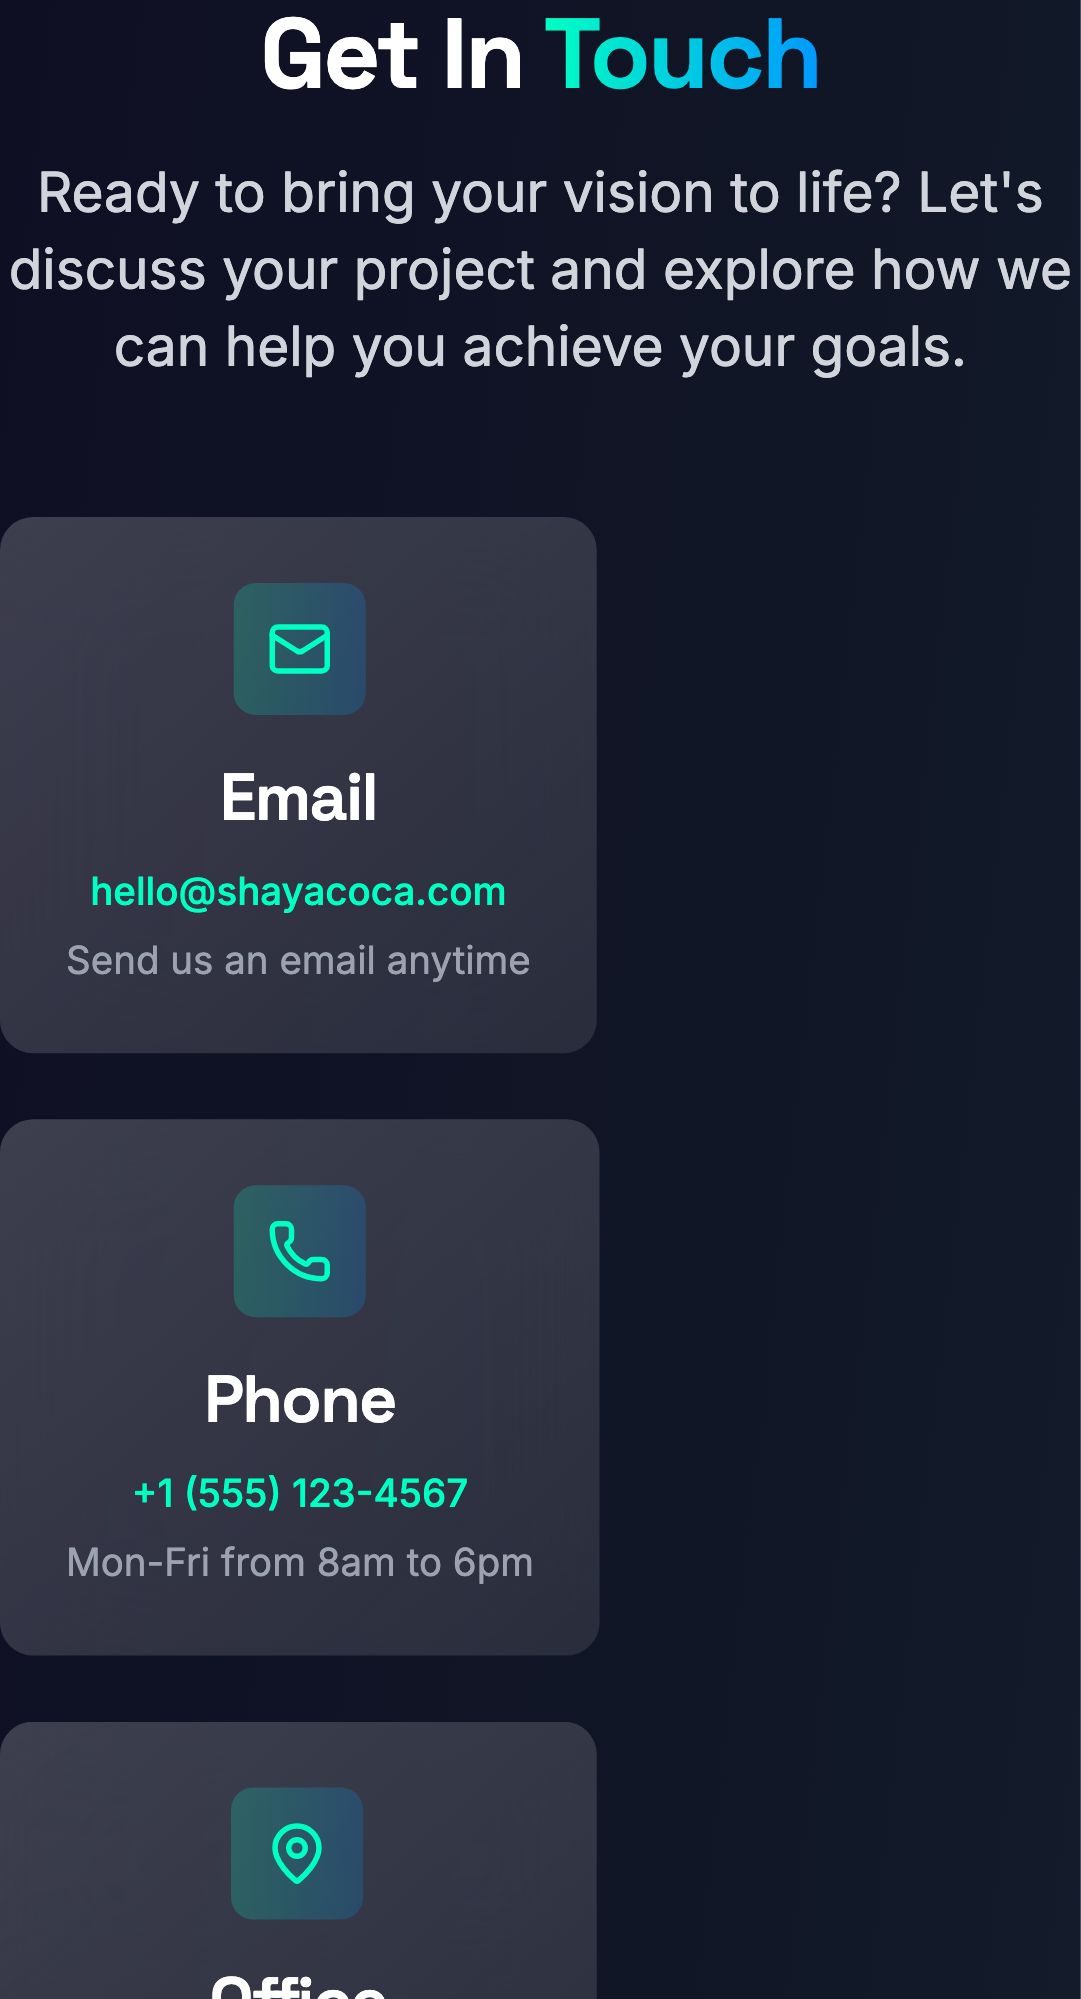 Get In Touch
Ready to bring your vision to life? Let's
discuss your project and explore how we
can help you achieve your goals.
Email
hello@shayacoca.com
Send us an email anytime
Phone
+1 (555) 123-4567
Mon-Fri from 8am to 6pm
Office